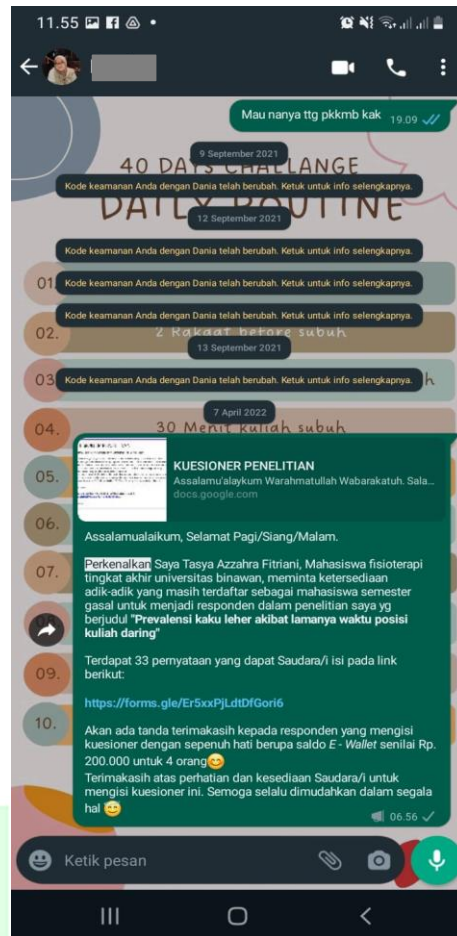 11.55
Mau nanya ttg pkkmb kak 19.09
9 September 2021
40 DAYS CHALLANGE
Kode keamanan Anda dengan Dania telah berubah. Ketuk untuk info selengkapnya.
DAILY ROUTINE
12 September 2021
Kode keamanan Anda dengan Dania telah berubah. Ketuk untuk info selengkapnya.
01. Kode keamanan Anda dengan Dania telah berubah. Ketuk untuk info selengkapnya.
Kode keamanan Anda dengan Dania telah berubah. Ketuk untuk info selengkapnya.
02. 2 Rakaat before subuh
13 September 2021
03 Kode keamanan Anda dengan Dania telah berubah. Ketuk untuk info selengkapnya. h
7 April 2022
04. 30 Menit kuliah subuh
KUESIONER PENELITIAN
05. Assalamu'alaykum Warahmatullah Wabarakatuh. Sala...
docs.google.com
06. Assalamualaikum, Selamat Pagi/Siang/Malam.
Perkenalkan Saya Tasya Azzahra Fitriani, Mahasiswa fisioterapi
07. tingkat akhir universitas binawan, meminta ketersediaan
adik-adik yang masih terdaftar sebagai mahasiswa semester
gasal untuk menjadi responden dalam penelitian saya yg
berjudul "Prevalensi kaku leher akibat lamanya waktu posisi
kuliah daring"
09. Terdapat 33 pernyataan yang dapat Saudara/i isi pada link
berikut:
https://forms.gle/Er5xxPjLdtDfGori6
10.
Akan ada tanda terimakasih kepada responden yang mengisi
kuesioner dengan sepenuh hati berupa saldo E - Wallet senilai Rp.
200.000 untuk 4 orang😊
Terimakasih atas perhatian dan kesediaan Saudara/i untuk
mengisi kuesioner ini. Semoga selalu dimudahkan dalam segala
hal 😇
06.56
Ketik pesan